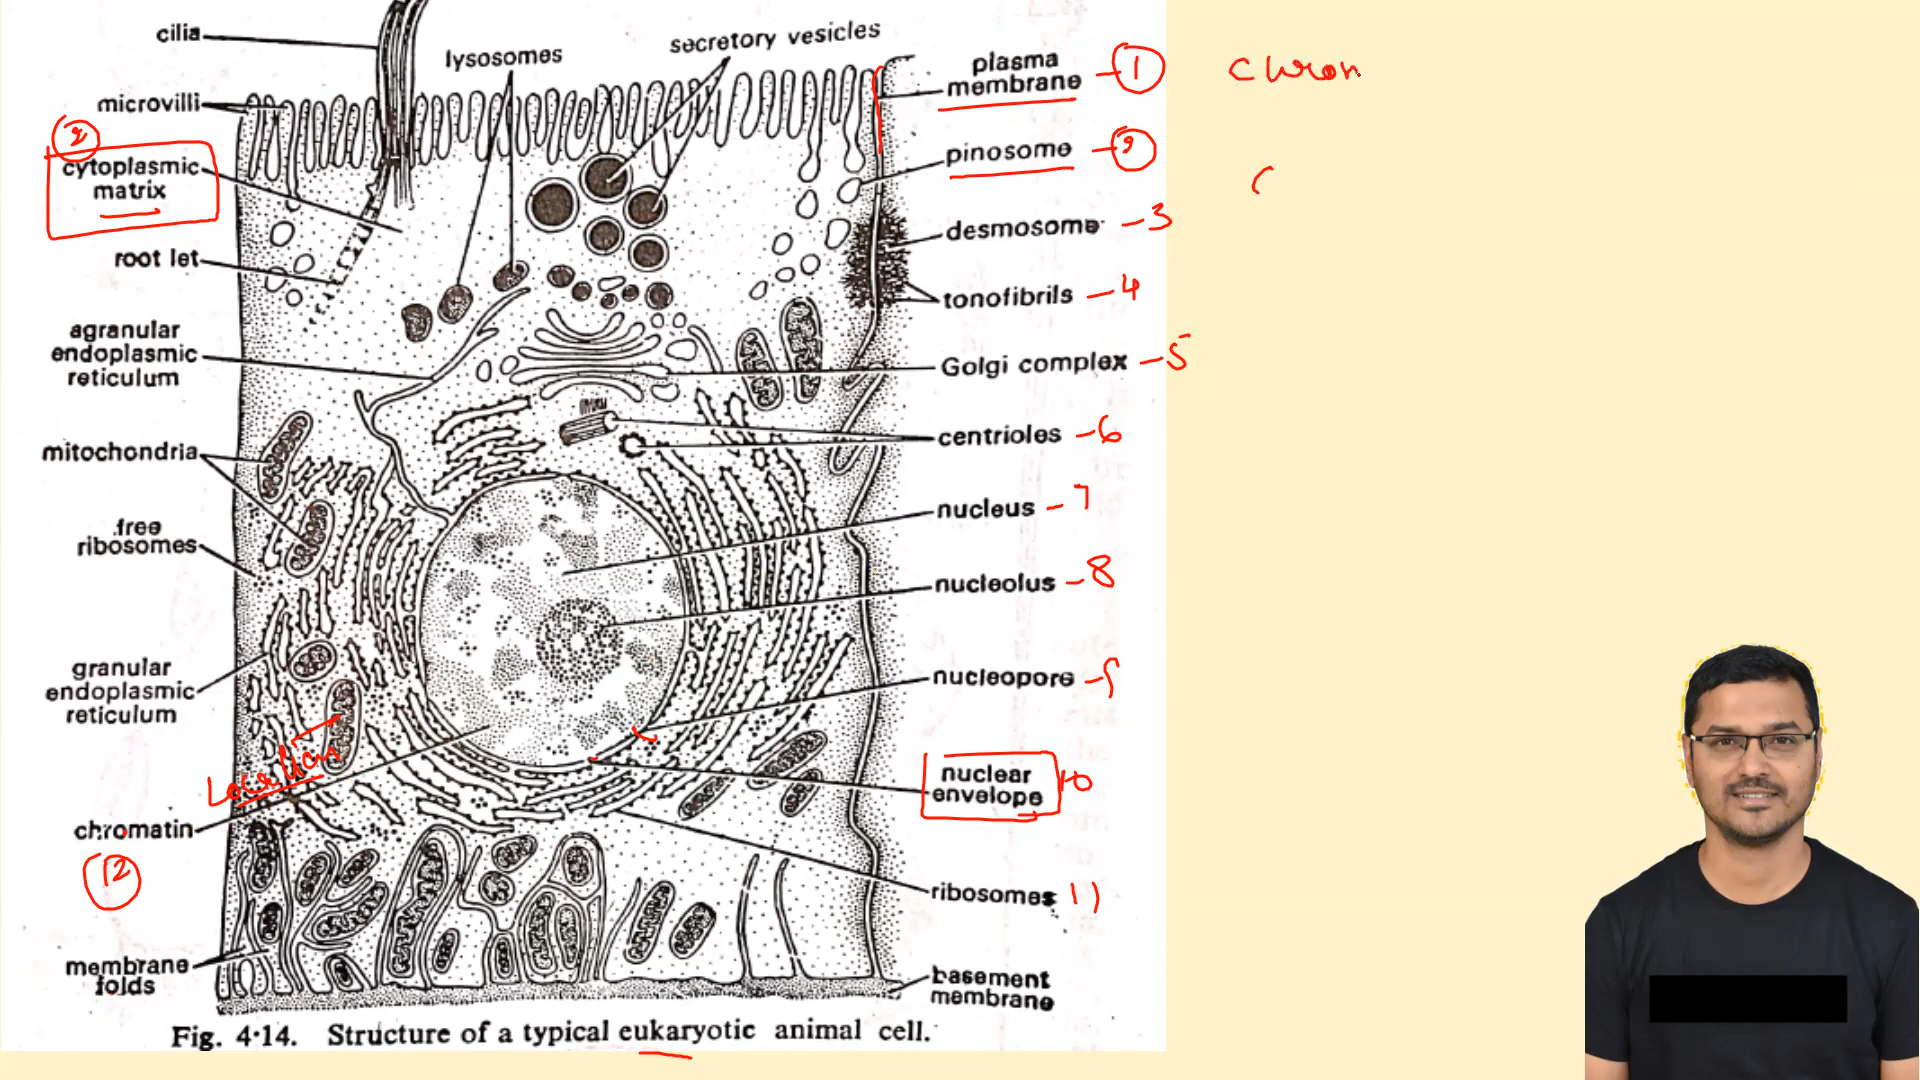 cilia
lysosomes
secretory vesicles
plasma
membrane
1
chrom
microvilli
2
cytoplasmic
matrix
pinosome
2
root let
desmosome
3
tonofibrils
4
agranular
endoplasmic
reticulum
Golgi complex
5
mitochondria
centrioles
6
free
ribosomes
nucleus
7
nucleolus
8
granular
endoplasmic
reticulum
nucleopore
9
Location
nuclear
envelope
10
chromatin
12
ribosomes
11
membrane
folds
basement
membrane
Fig. 4·14. Structure of a typical eukaryotic animal cell.